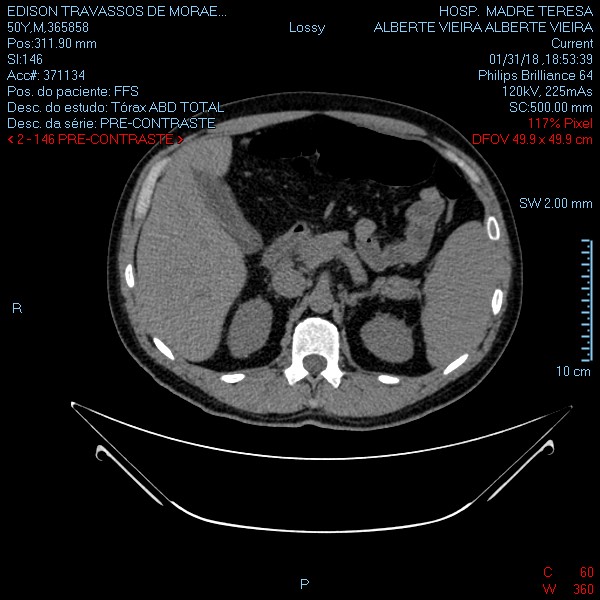 EDISON TRAVASSOS DE MORAE...
50Y,M,365858
Pos:311.90 mm
SI:146
Acc#: 371134
Pos. do paciente: FFS
Desc. do estudo: Tórax ABD TOTAL
Desc. da série: PRE-CONTRASTE
< 2 - 146 PRE-CONTRASTE >
Lossy
HOSP. MADRE TERESA
ALBERTE VIEIRA ALBERTE VIEIRA
Current
01/31/18 ,18:53:39
Philips Brilliance 64
120kV, 225mAs
SC:500.00 mm
117% Pixel
DFOV 49.9 x 49.9 cm
SW 2.00 mm
R
10 cm
P
C 60
W 360